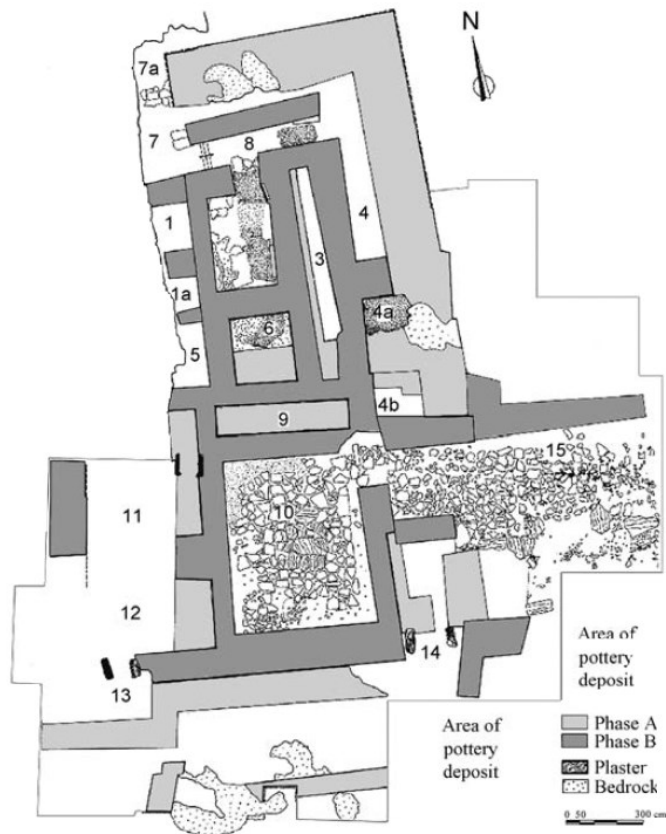 N
7a
7
8
1
4
3
1a
4a
6
5
4b
9
15
10
11
12
14
13
Area of
pottery
deposit
Area of
pottery
deposit
Phase A
Phase B
Plaster
Bedrock
0 50 300 cm